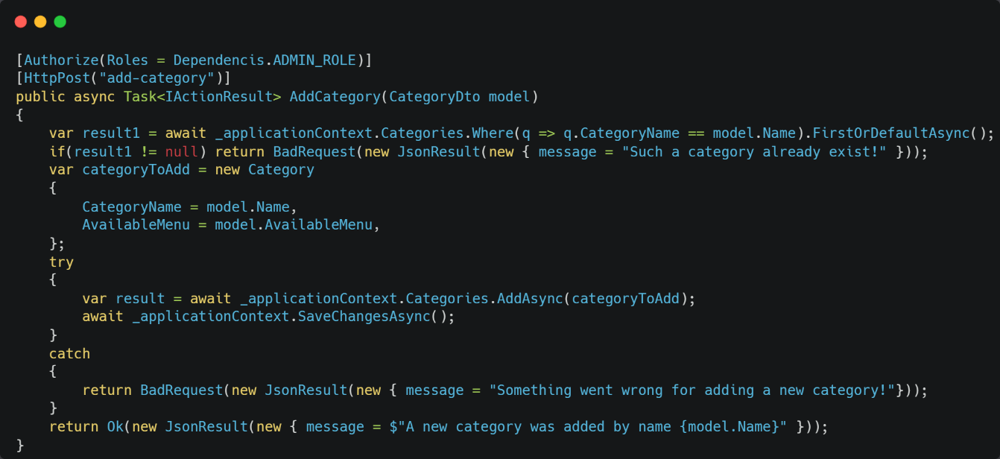 [Authorize(Roles = Dependencis.ADMIN_ROLE)]
[HttpPost("add-category")]
public async Task<IActionResult> AddCategory(CategoryDto model)
{
    var result1 = await _applicationContext.Categories.Where(q => q.CategoryName == model.Name).FirstOrDefaultAsync();
    if(result1 != null) return BadRequest(new JsonResult(new { message = "Such a category already exist!" }));
    var categoryToAdd = new Category
    {
        CategoryName = model.Name,
        AvailableMenu = model.AvailableMenu,
    };
    try
    {
        var result = await _applicationContext.Categories.AddAsync(categoryToAdd);
        await _applicationContext.SaveChangesAsync();
    }
    catch
    {
        return BadRequest(new JsonResult(new { message = "Something went wrong for adding a new category!"}));
    }
    return Ok(new JsonResult(new { message = $"A new category was added by name {model.Name}" }));
}